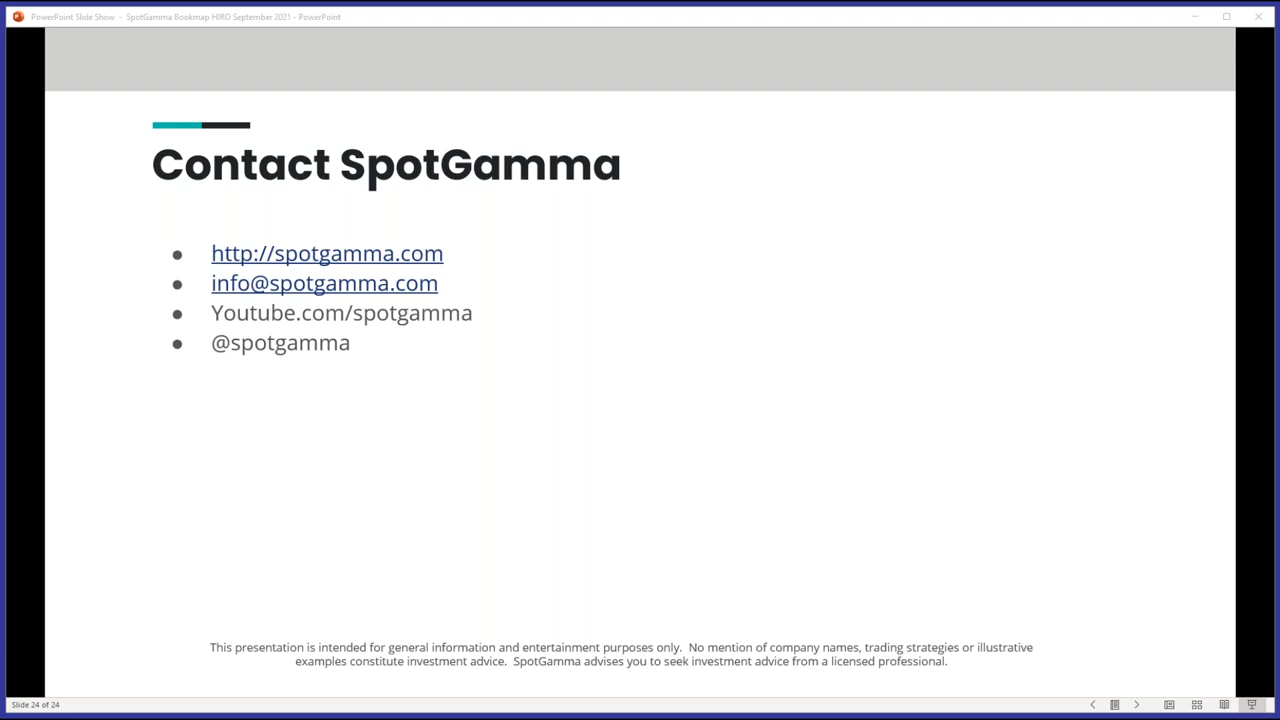 PowerPoint Slide Show - SpotGamma Bookmap HIRO September 2021 - PowerPoint
Contact SpotGamma
● http://spotgamma.com
● info@spotgamma.com
● Youtube.com/spotgamma
● @spotgamma
This presentation is intended for general information and entertainment purposes only. No mention of company names, trading strategies or illustrative
examples constitute investment advice. SpotGamma advises you to seek investment advice from a licensed professional.
Slide 24 of 24